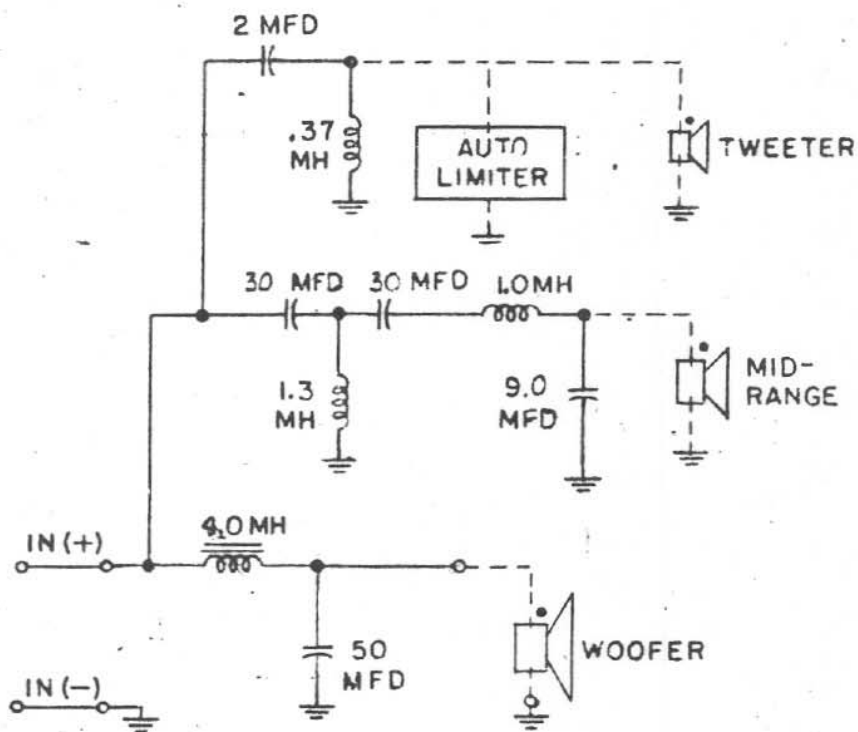 2 MFD
.37
MH
AUTO
LIMITER
TWEETER
30 MFD
30 MFD
1.0MH
1.3
MH
9.0
MFD
MID-
RANGE
4.0 MH
IN (+)
50
MFD
WOOFER
IN (-)